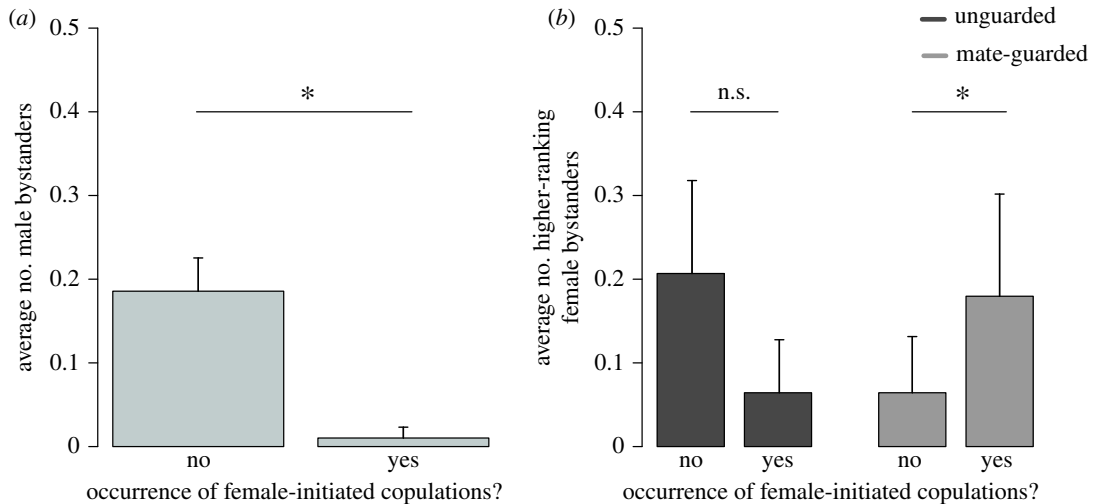 (a)
0.5
0.4
0.3
0.2
0.1
0
average no. male bystanders
*
no yes
occurrence of female-initiated copulations?
(b)
unguarded
mate-guarded
0.5
0.4
0.3
0.2
0.1
0
average no. higher-ranking
female bystanders
n.s.
*
no yes no yes
occurrence of female-initiated copulations?